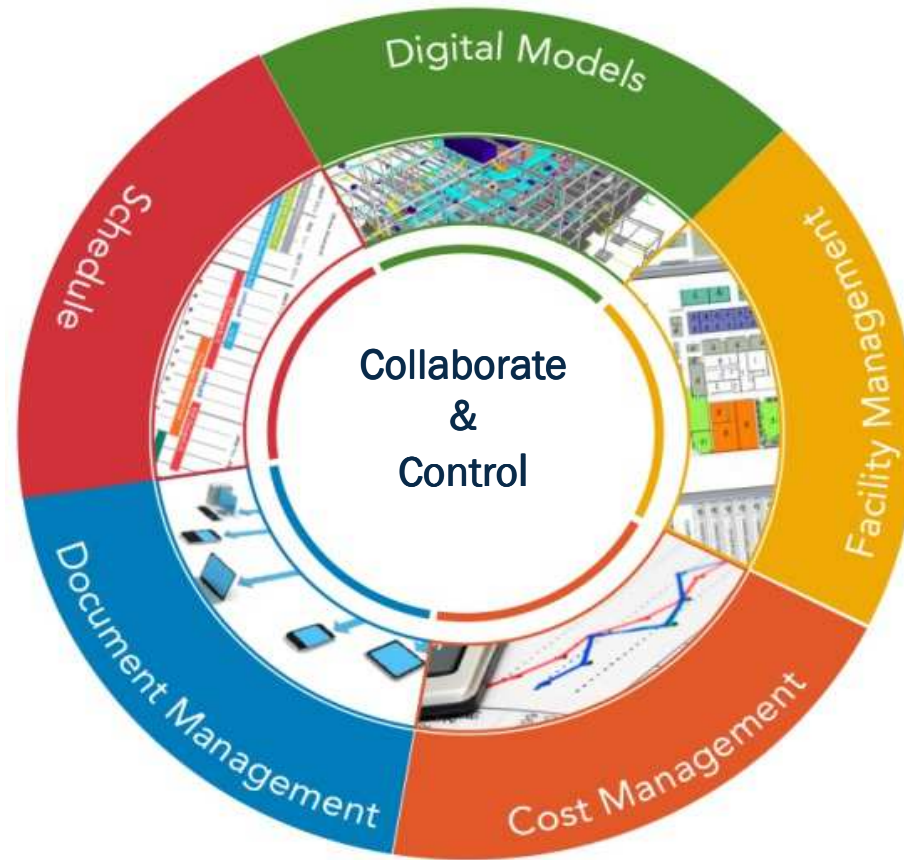 Digital Models
Facility Management
Cost Management
Document Management
Schedule
Collaborate
&
Control